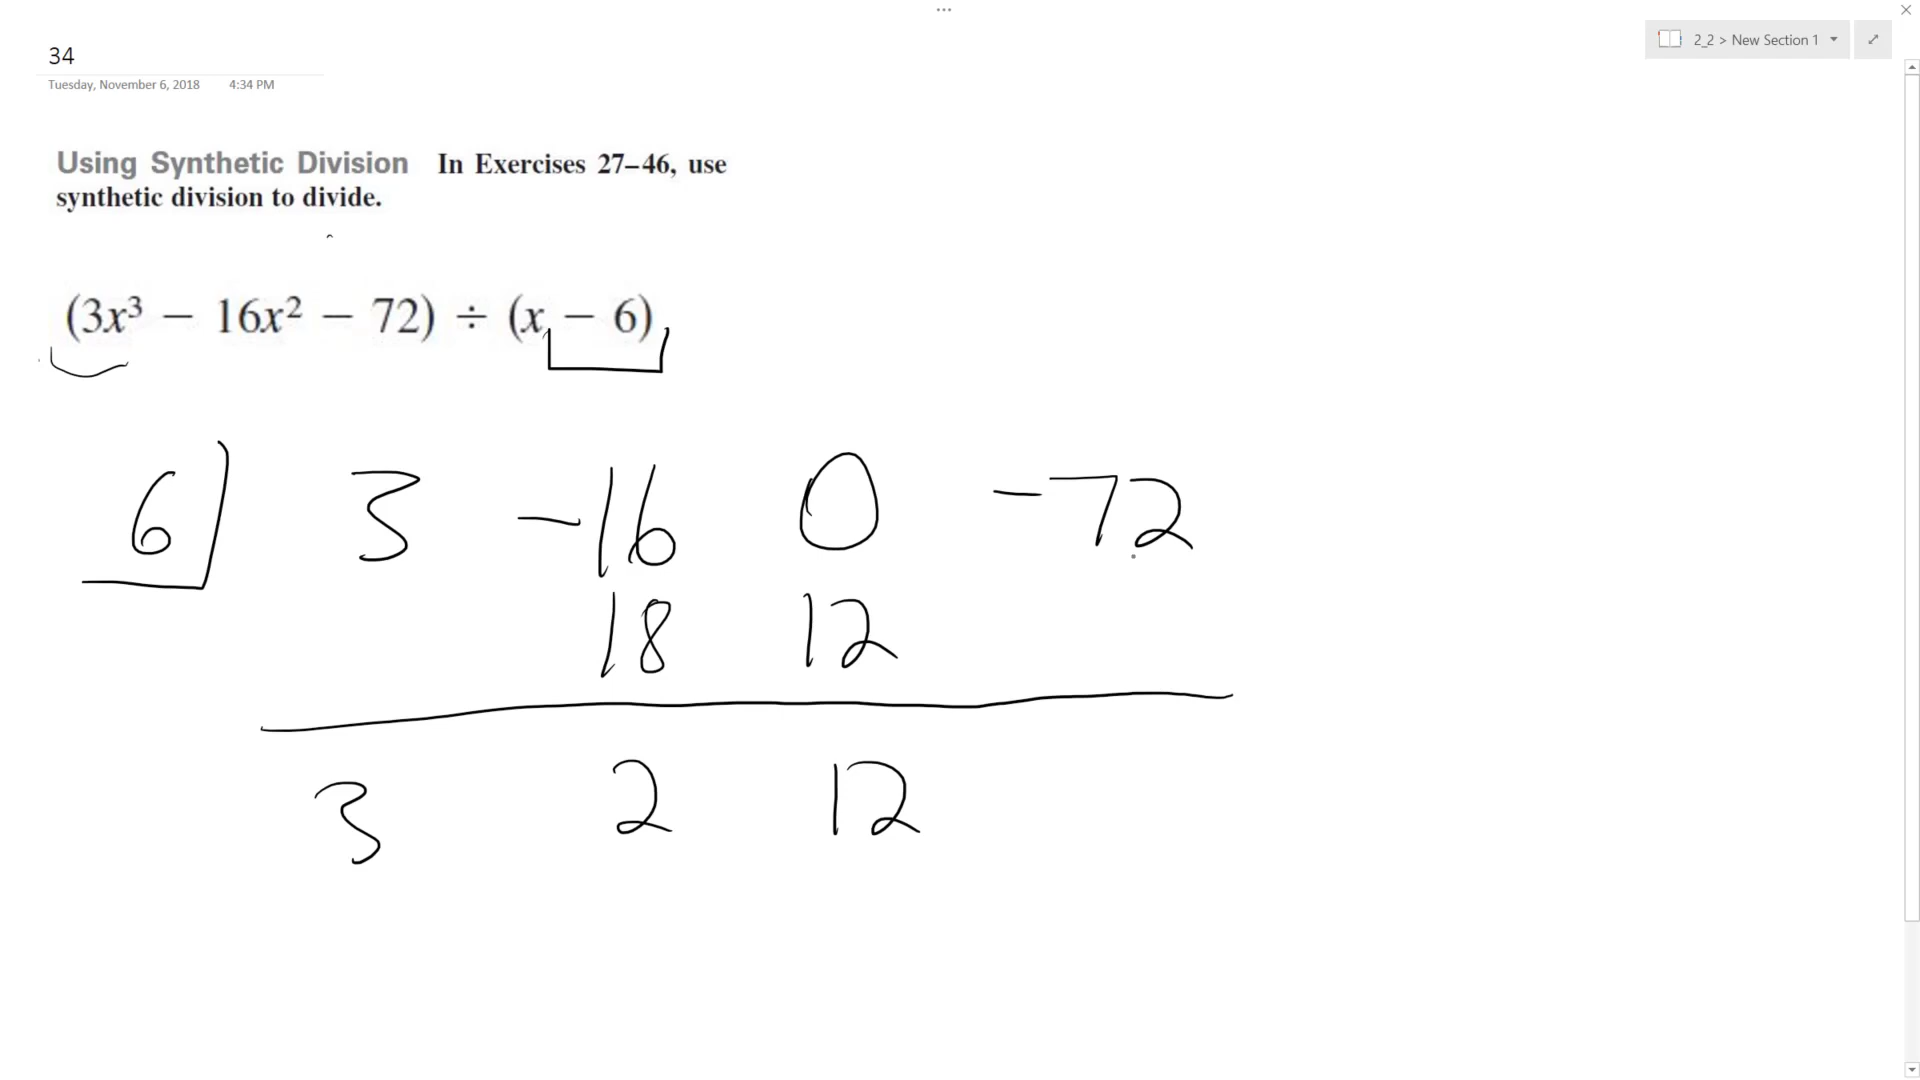 ...
2_2 > New Section 1
34
Tuesday, November 6, 2018 4:34 PM
Using Synthetic Division In Exercises 27–46, use
synthetic division to divide.
(3x³ − 16x² − 72) ÷ (x − 6)
6 3 -16 0 -72
18 12
3 2 12